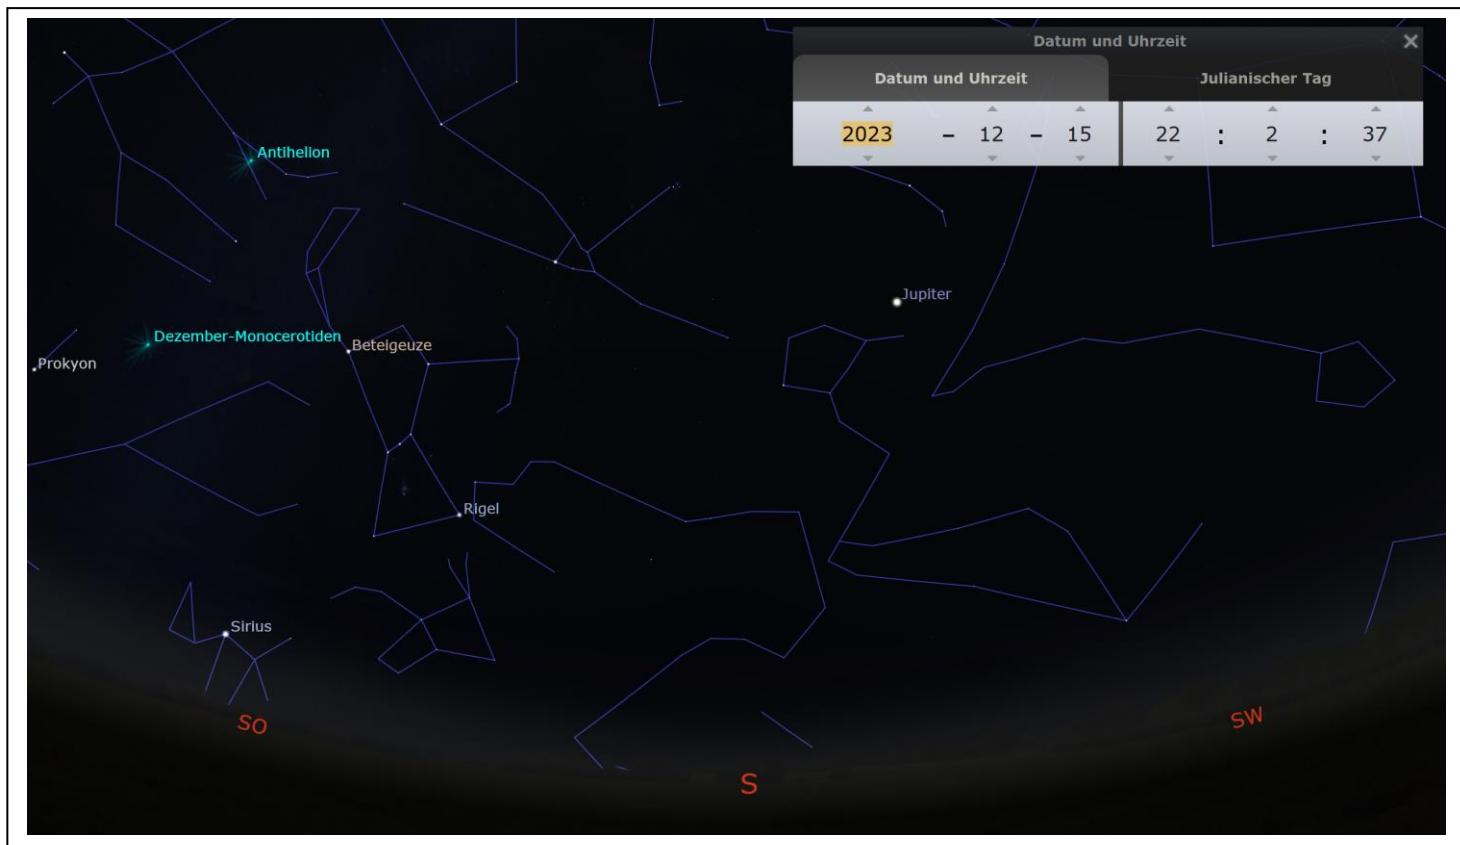 Datum und Uhrzeit
Datum und Uhrzeit Julianischer Tag
2023 - 12 - 15 22 : 2 : 37
Antihelion
Jupiter
Dezember-Monocerotiden
Beteigeuze
Prokyon
Rigel
Sirius
SO
SW
S